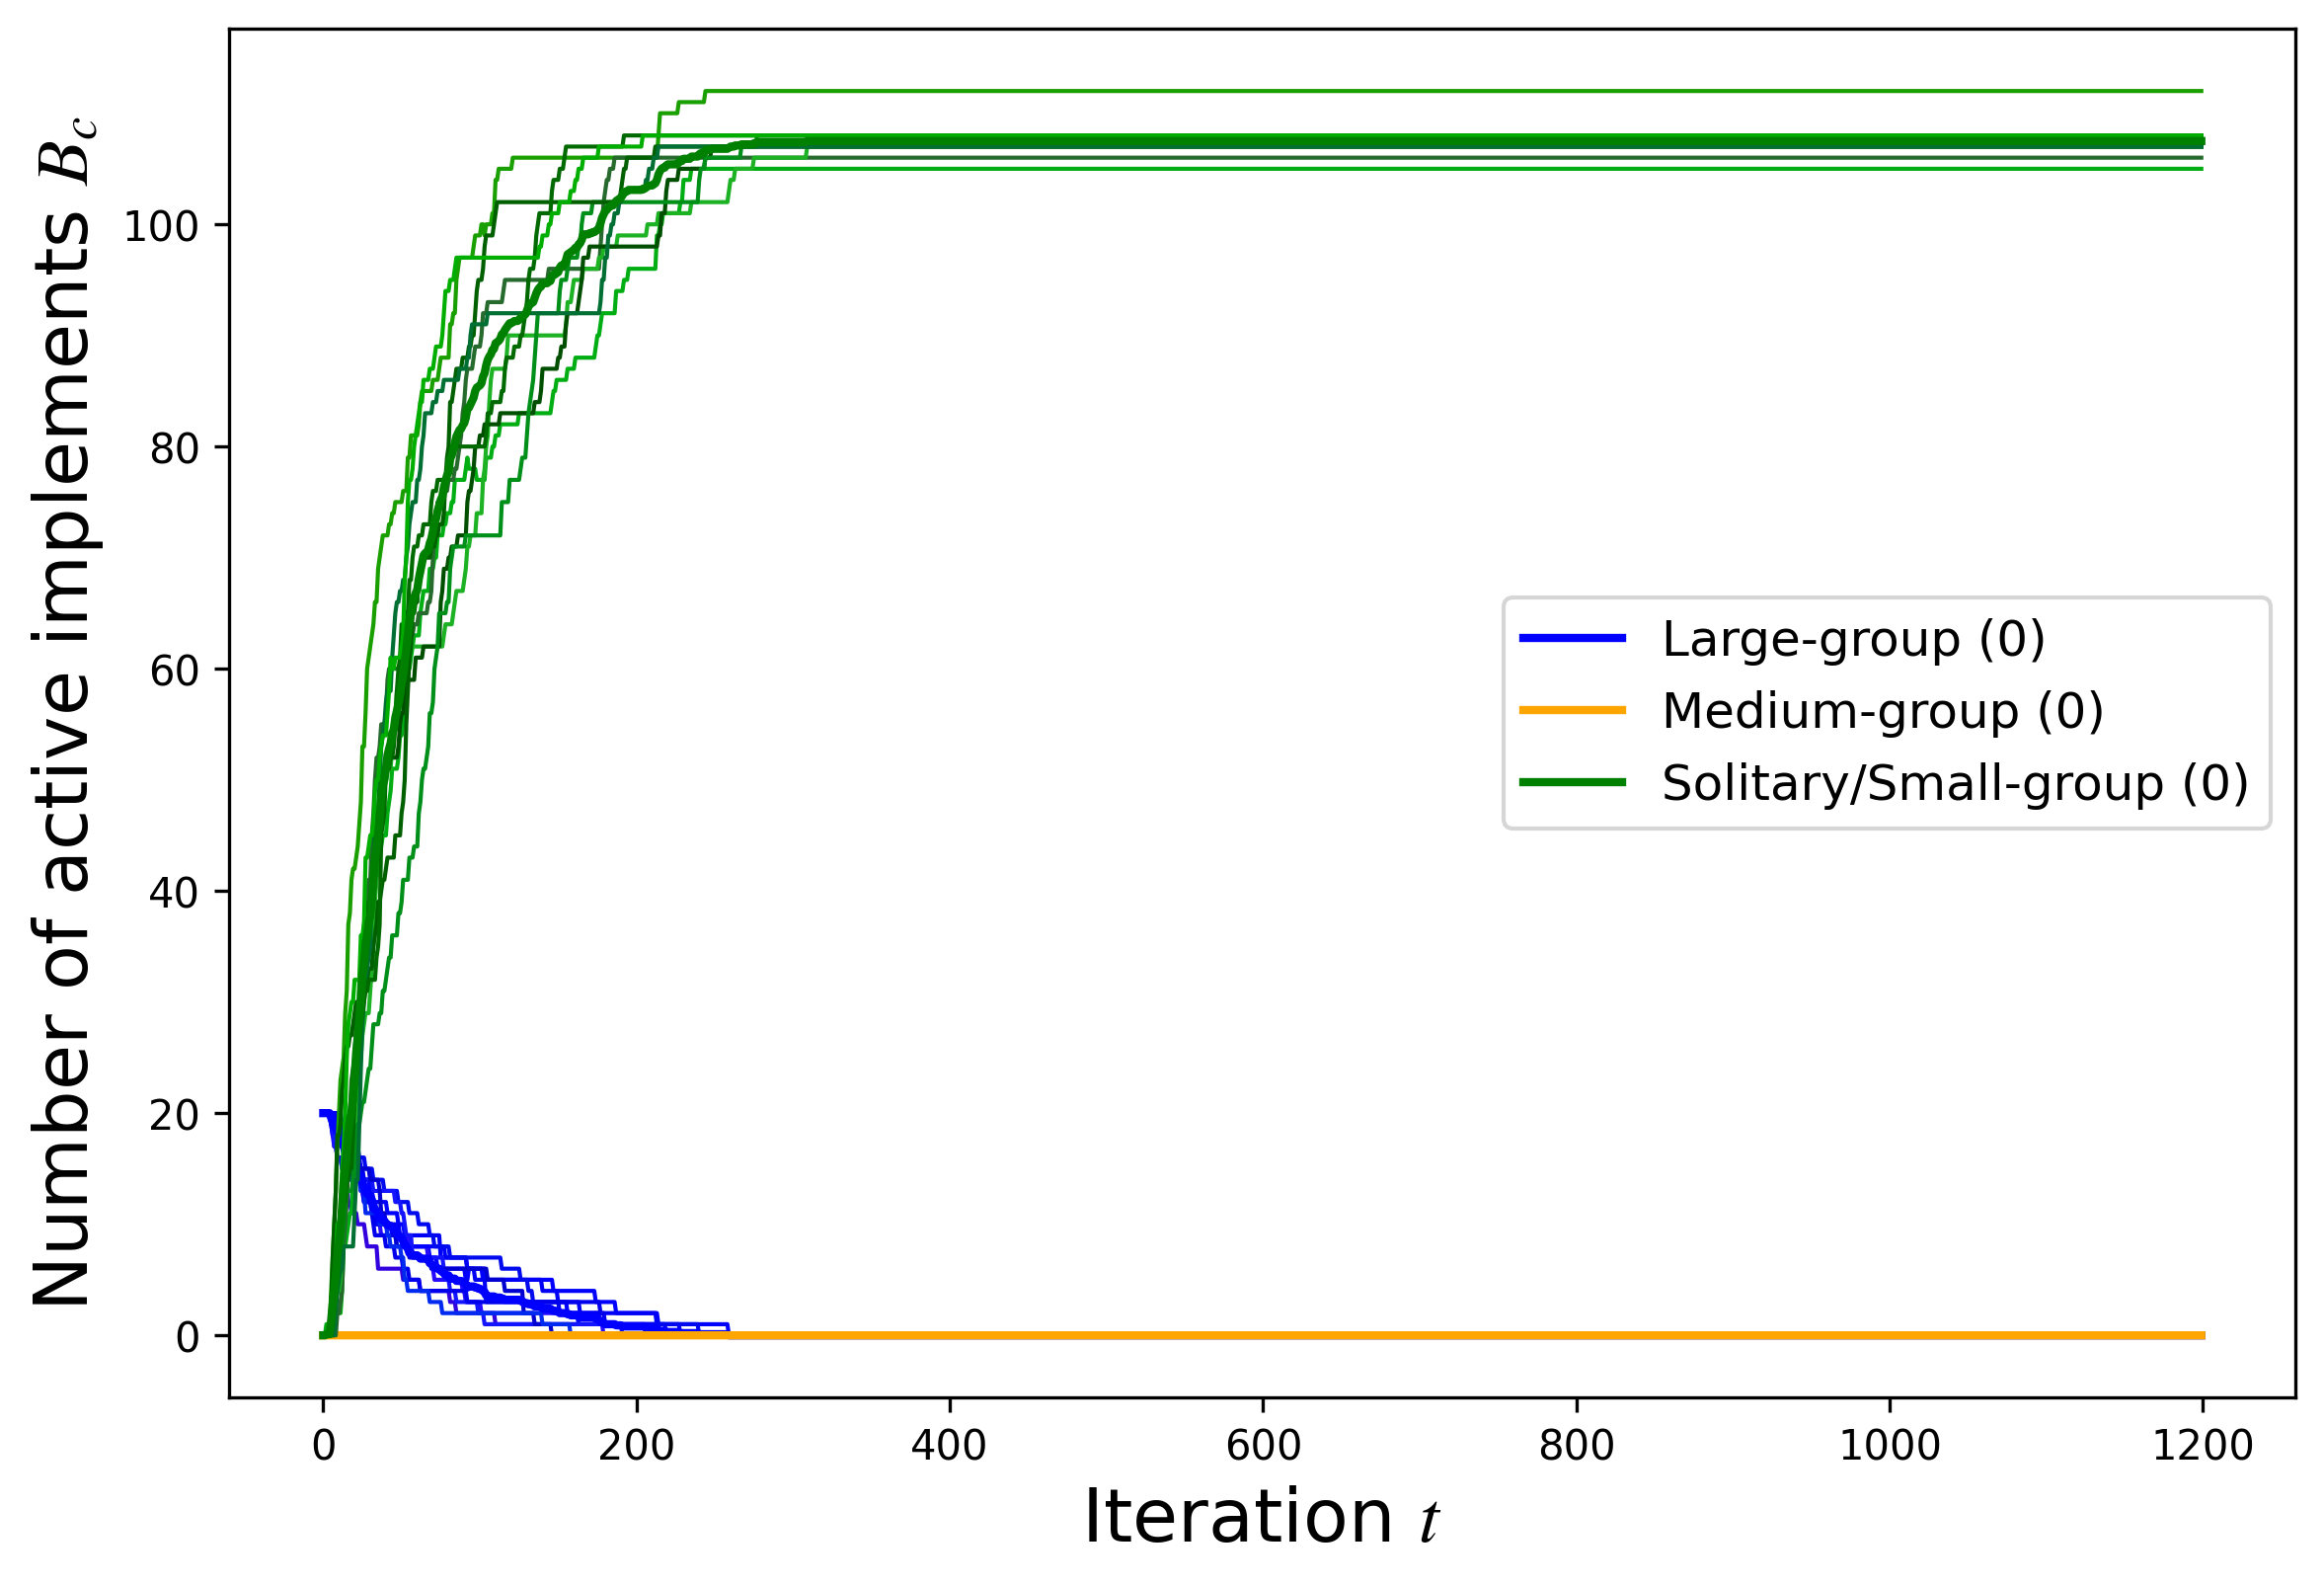 Number of active implements B_c
100
80
60
40
20
0
Large-group (0)
Medium-group (0)
Solitary/Small-group (0)
0 200 400 600 800 1000 1200
Iteration t